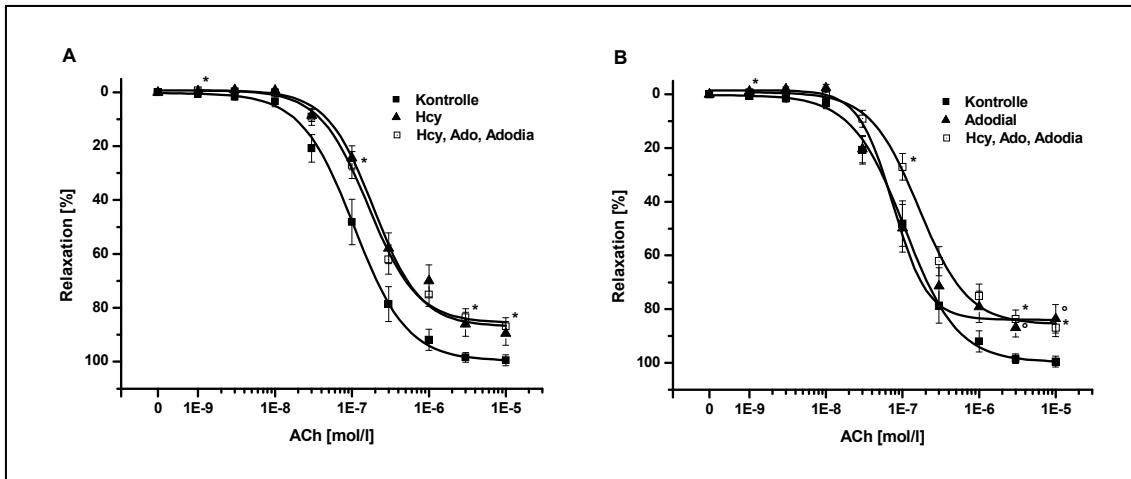 A
Kontrolle
Hcy
Hcy, Ado, Adodia
Relaxation [%]
0
20
40
60
80
100
*
*
*
*
0
1E-9
1E-8
1E-7
1E-6
1E-5
ACh [mol/l]
B
Kontrolle
Adodial
Hcy, Ado, Adodia
Relaxation [%]
0
20
40
60
80
100
*
*
*
°
°
*
0
1E-9
1E-8
1E-7
1E-6
1E-5
ACh [mol/l]